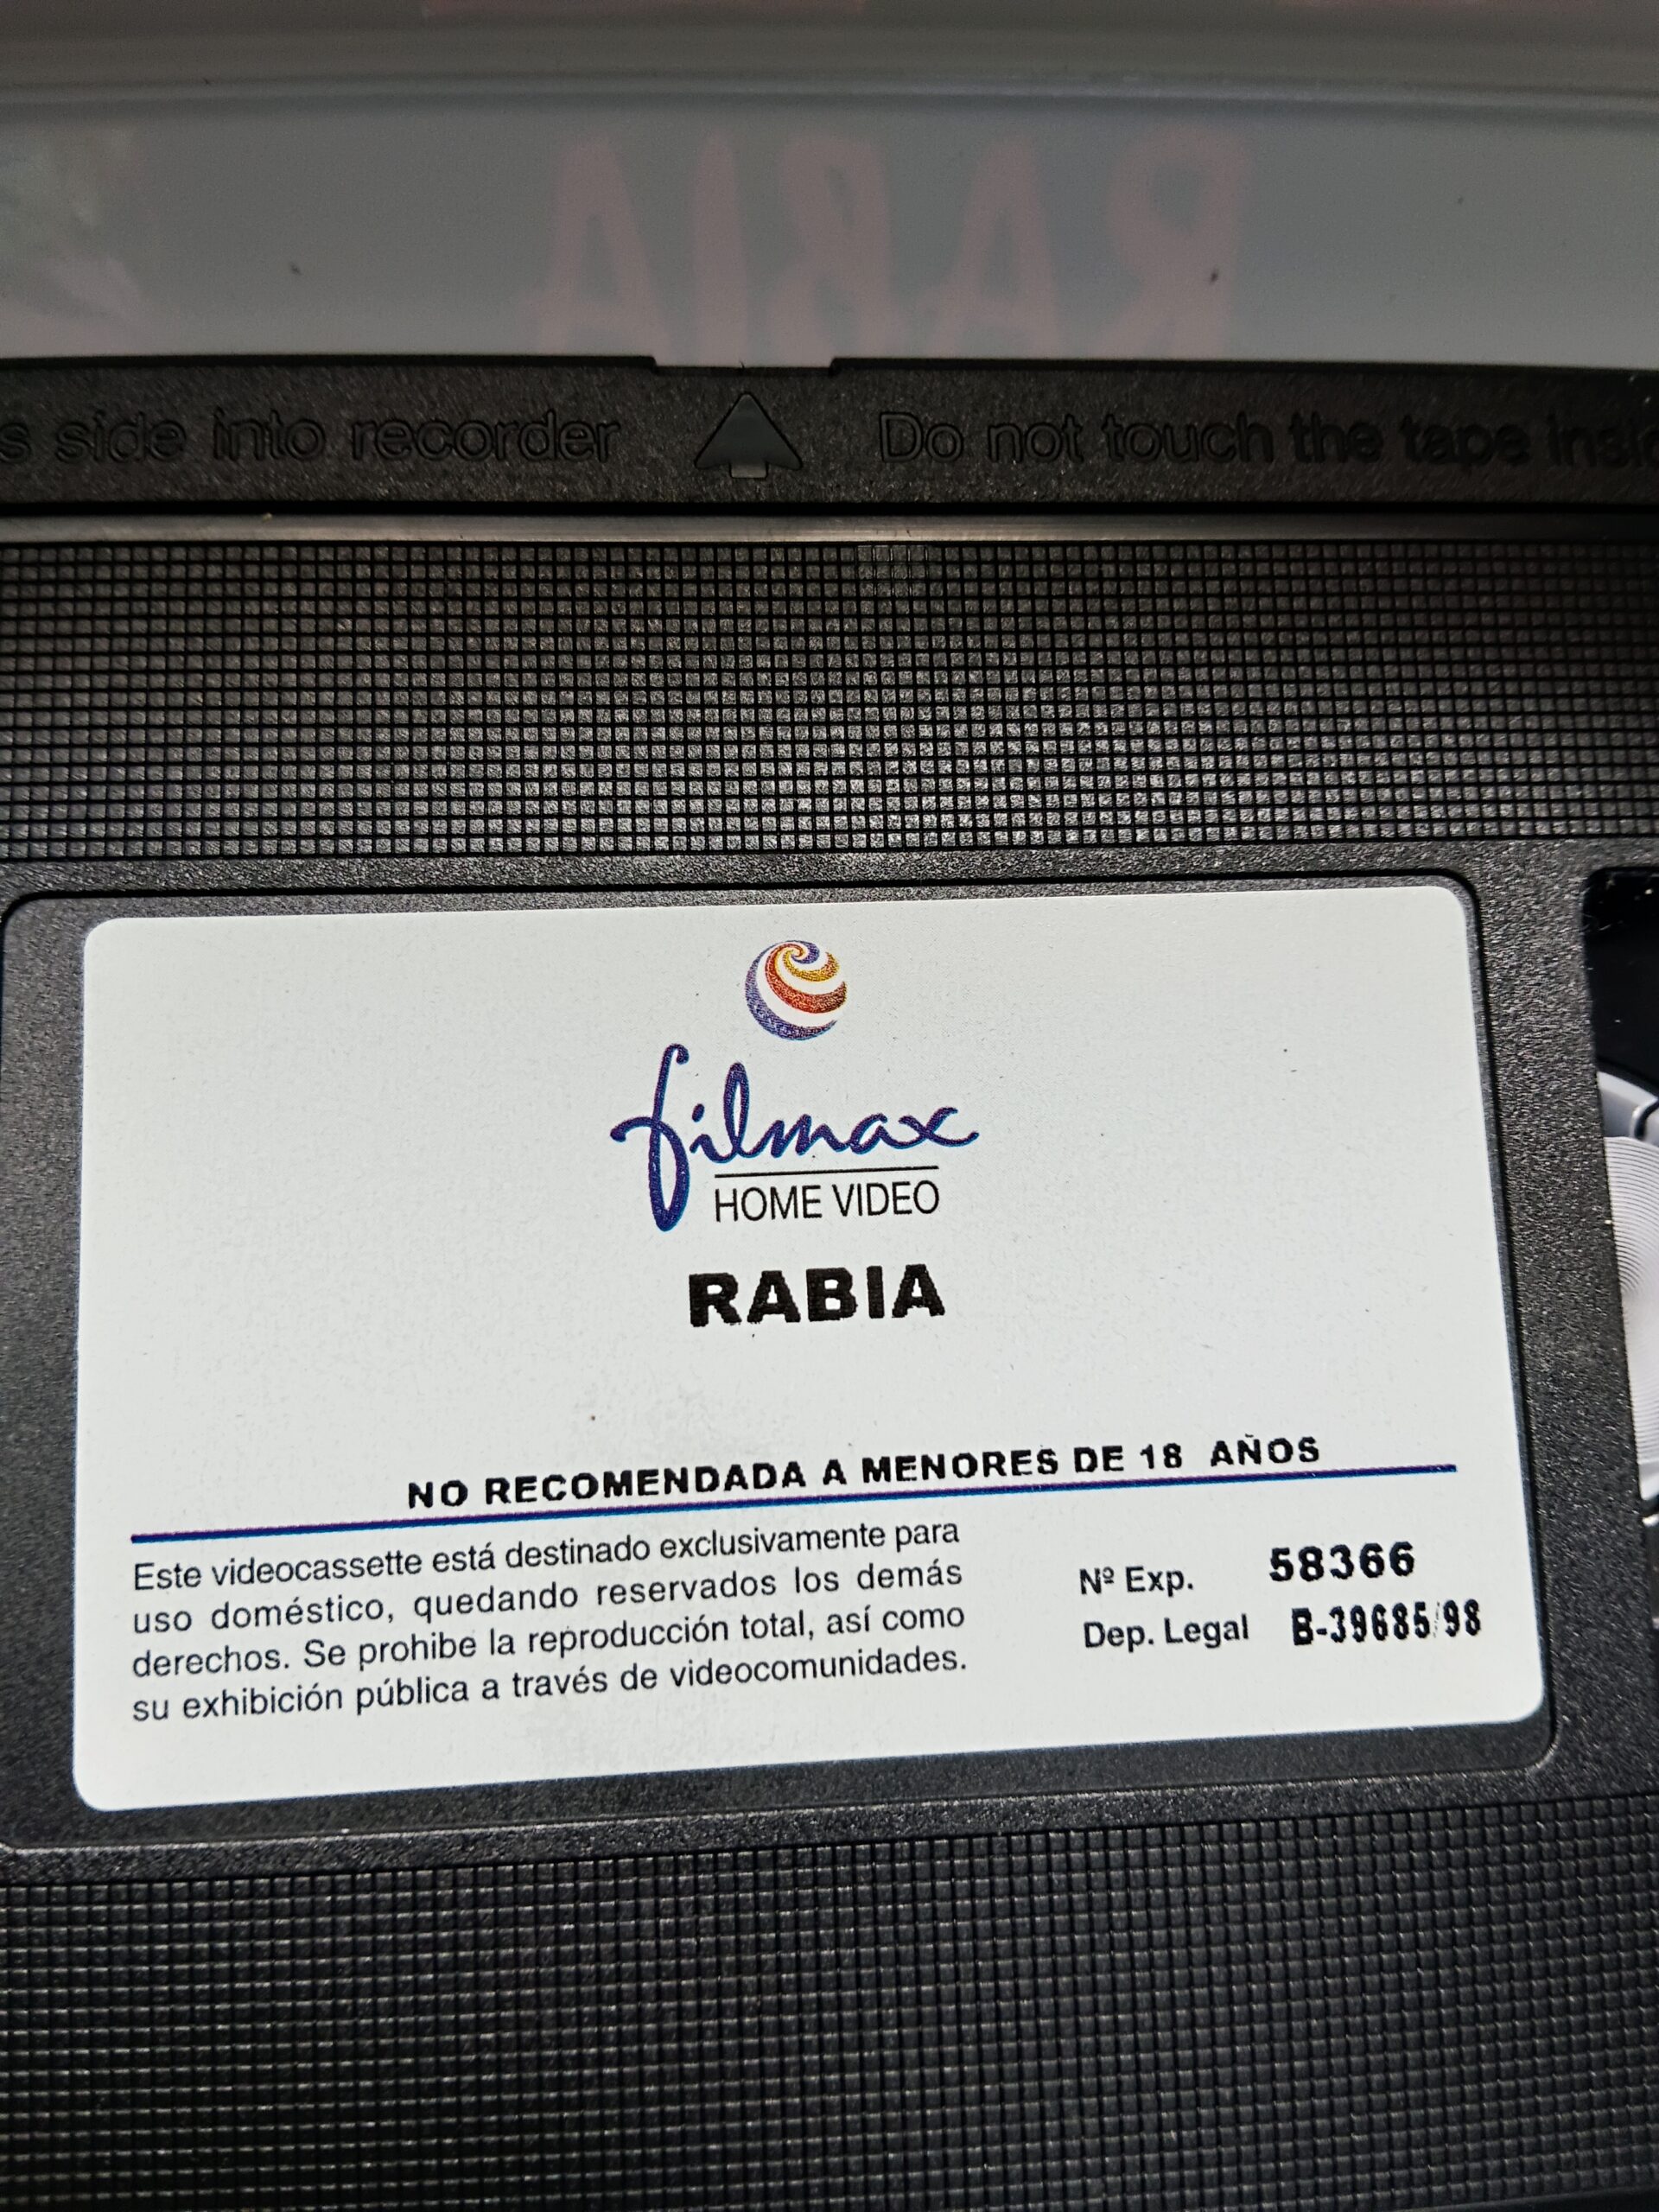 RABIA
s side into recorder Do not touch the tape insid
filmax
HOME VIDEO
RABIA
NO RECOMENDADA A MENORES DE 18 AÑOS
Este videocassette está destinado exclusivamente para
uso doméstico, quedando reservados los demás
derechos. Se prohibe la reproducción total, así como
su exhibición pública a través de videocomunidades.
Nº Exp. 58366
Dep. Legal B-39685/98